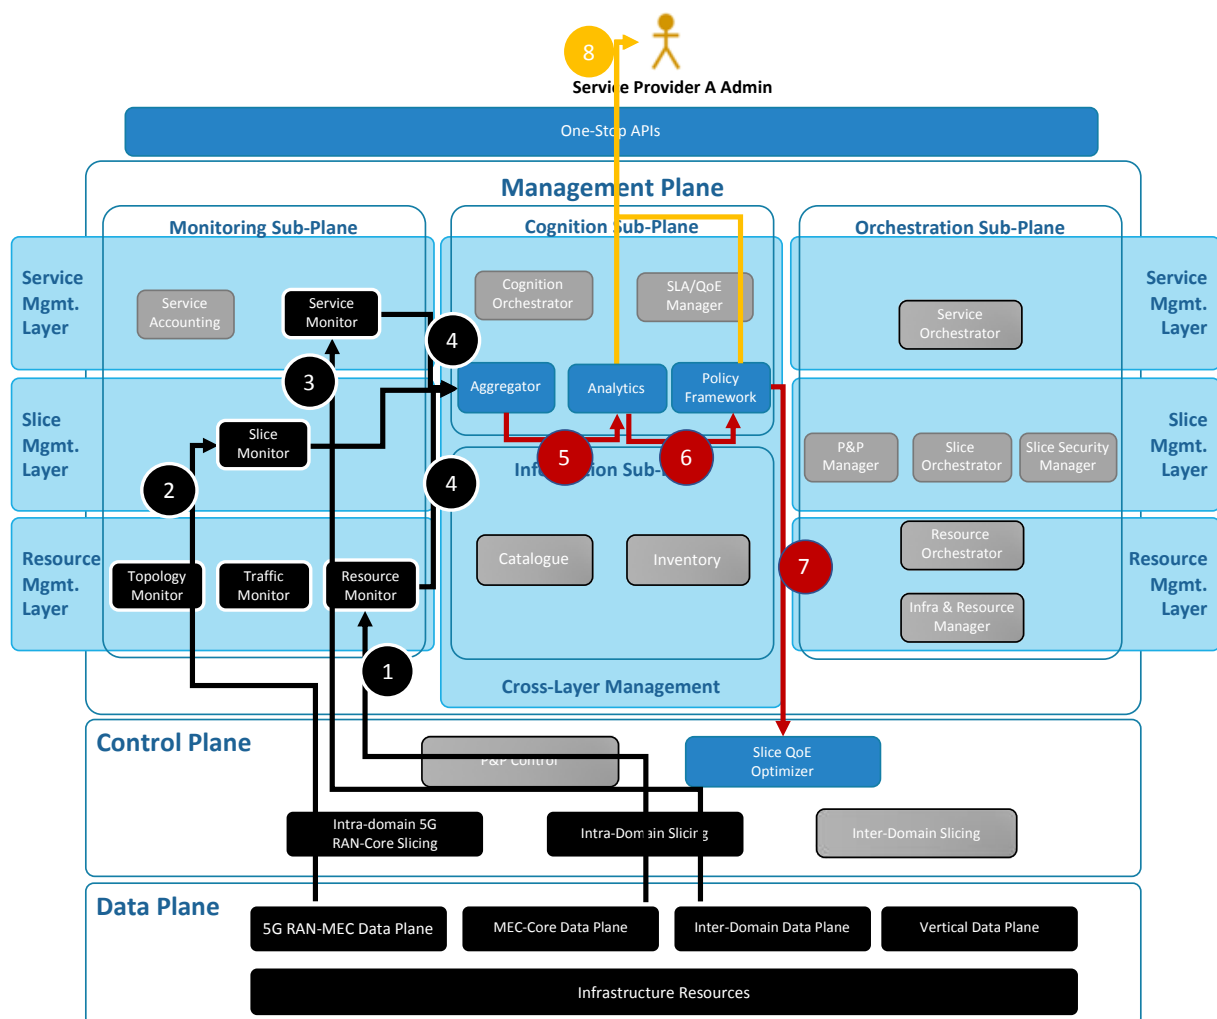 8
Service Provider A Admin
One-Stop APIs
Management Plane
Monitoring Sub-Plane
Cognition Sub-Plane
Orchestration Sub-Plane
Service
Mgmt.
Layer
Service
Accounting
Service
Monitor
Cognition
Orchestrator
SLA/QoE
Manager
Service
Orchestrator
Service
Mgmt.
Layer
4
3
Aggregator
Analytics
Policy
Framework
Slice
Mgmt.
Layer
Slice
Monitor
2
4
5
6
Information Sub-
P&P
Manager
Slice
Orchestrator
Slice Security
Manager
Slice
Mgmt.
Layer
Resource
Mgmt.
Layer
Topology
Monitor
Traffic
Monitor
Resource
Monitor
Catalogue
Inventory
7
Resource
Orchestrator
Infra & Resource
Manager
Resource
Mgmt.
Layer
1
Cross-Layer Management
Control Plane
P&P Control
Slice QoE
Optimizer
Intra-domain 5G
RAN-Core Slicing
Intra-Domain Slicing
Inter-Domain Slicing
Data Plane
5G RAN-MEC Data Plane
MEC-Core Data Plane
Inter-Domain Data Plane
Vertical Data Plane
Infrastructure Resources